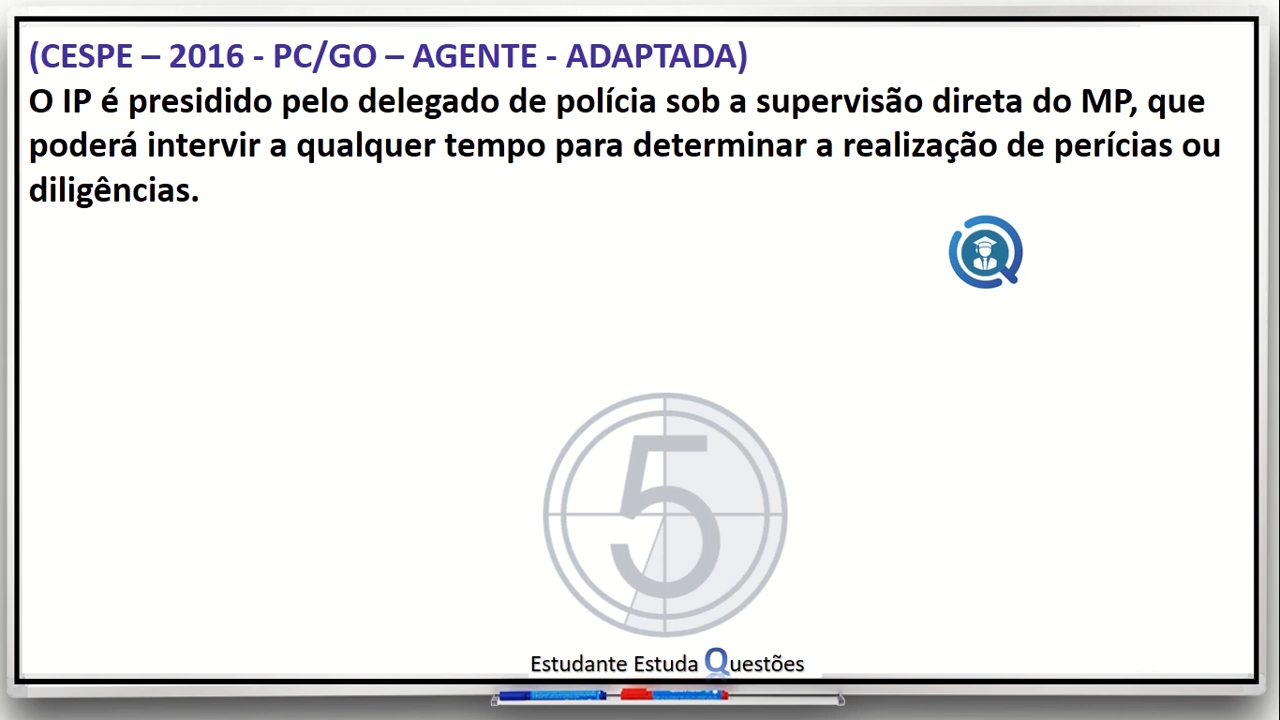 (CESPE – 2016 - PC/GO – AGENTE - ADAPTADA)
O IP é presidido pelo delegado de polícia sob a supervisão direta do MP, que
poderá intervir a qualquer tempo para determinar a realização de perícias ou
diligências.
5
Estudante Estuda Questões